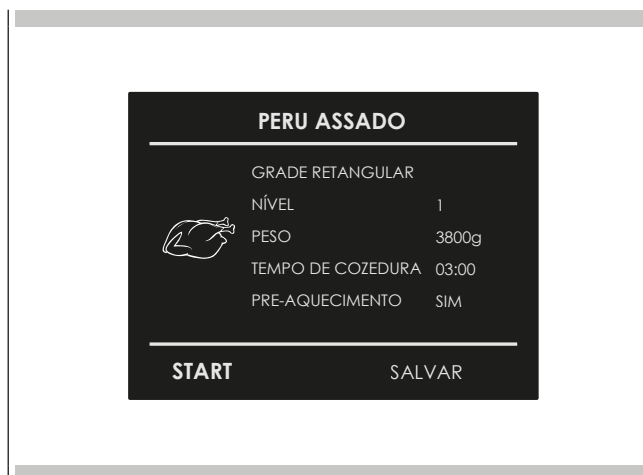 PERU ASSADO
GRADE RETANGULAR
NÍVEL 1
PESO 3800g
TEMPO DE COZEDURA 03:00
PRE-AQUECIMENTO SIM
START SALVAR